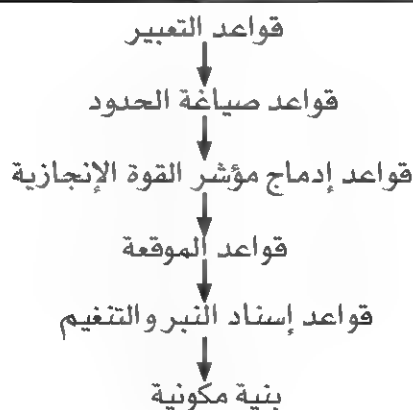 قواعد التعبير
قواعد صياغة الحدود
قواعد إدماج مؤشر القوة الإنجازية
قواعد الموقعة
قواعد إسناد النبر والتنغيم
بنية مكونية